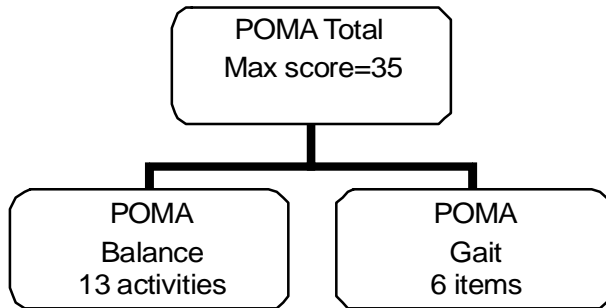 POMA Total
Max score=35
POMA
Balance
13 activities
POMA
Gait
6 items